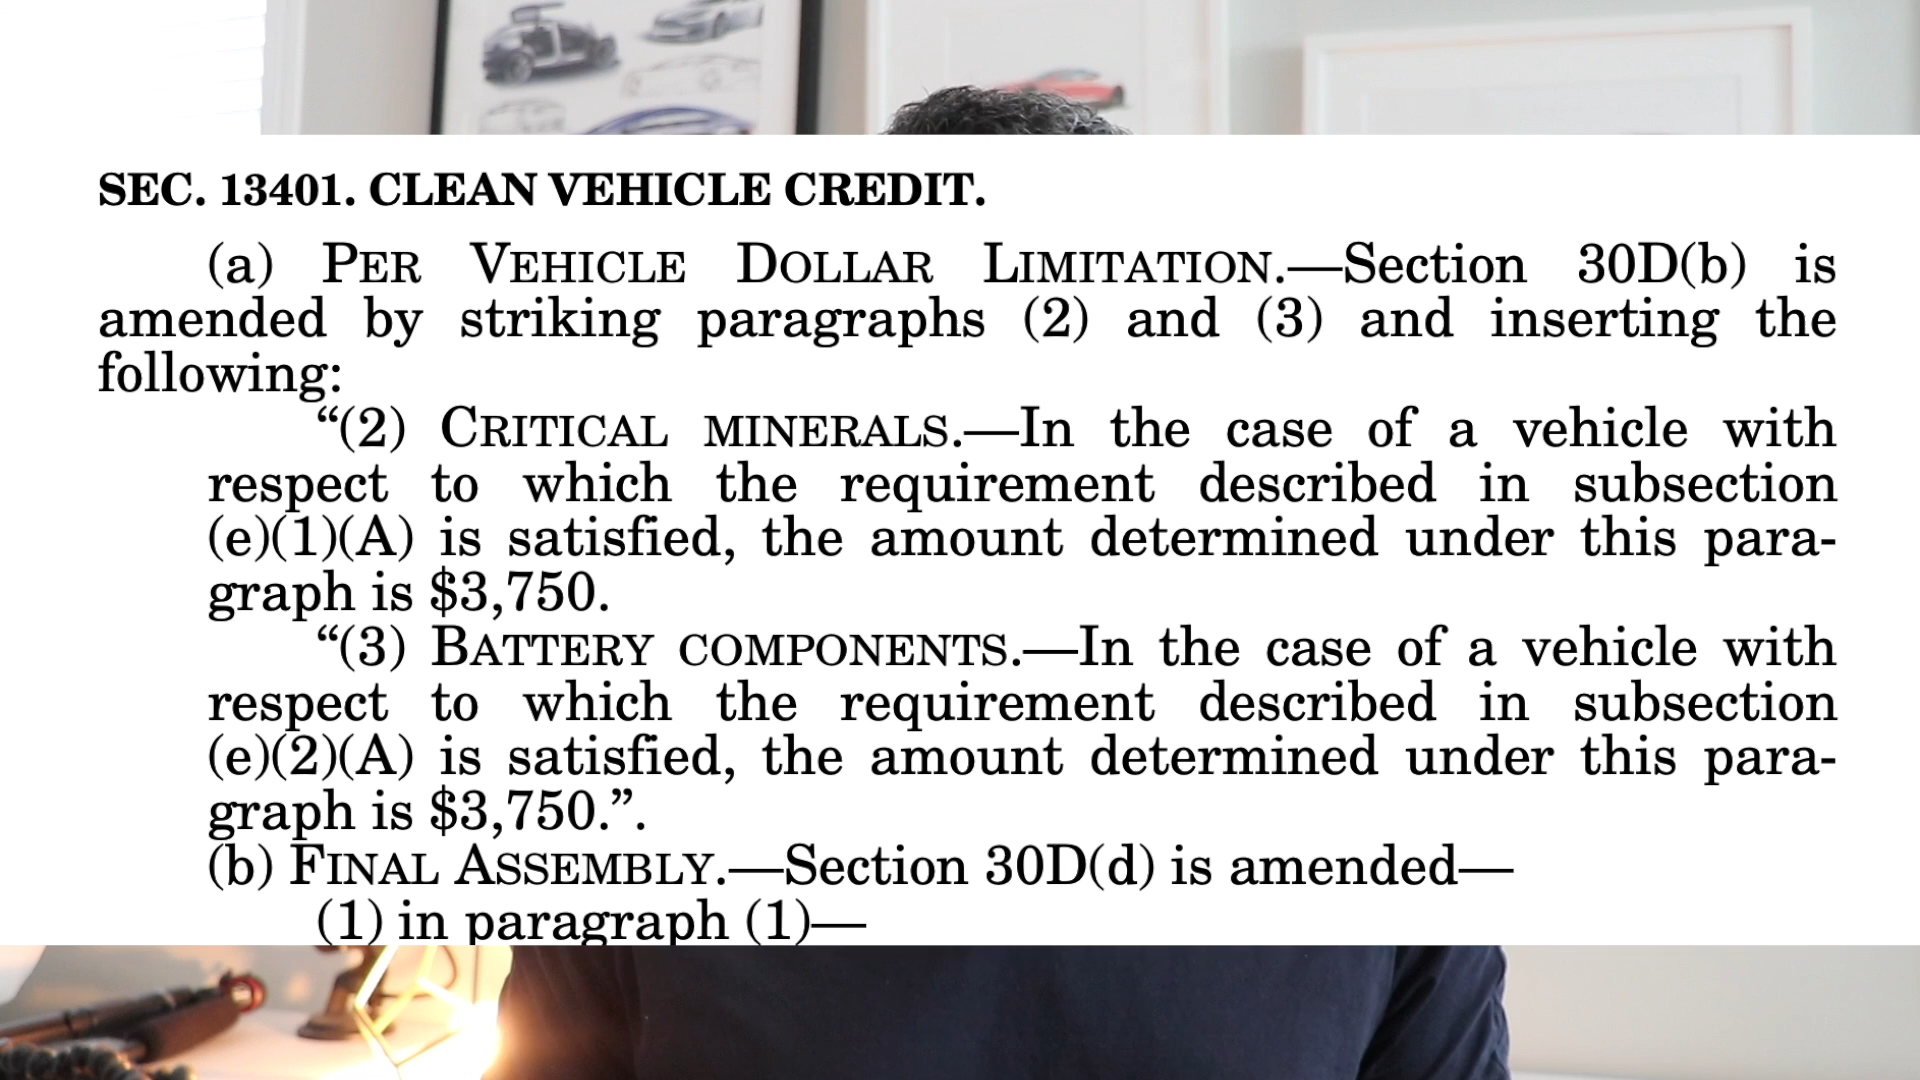 SEC. 13401. CLEAN VEHICLE CREDIT.
(a) PER VEHICLE DOLLAR LIMITATION.—Section 30D(b) is
amended by striking paragraphs (2) and (3) and inserting the
following:
“(2) CRITICAL MINERALS.—In the case of a vehicle with
respect to which the requirement described in subsection
(e)(1)(A) is satisfied, the amount determined under this para-
graph is $3,750.
“(3) BATTERY COMPONENTS.—In the case of a vehicle with
respect to which the requirement described in subsection
(e)(2)(A) is satisfied, the amount determined under this para-
graph is $3,750.”.
(b) FINAL ASSEMBLY.—Section 30D(d) is amended—
(1) in paragraph (1)—